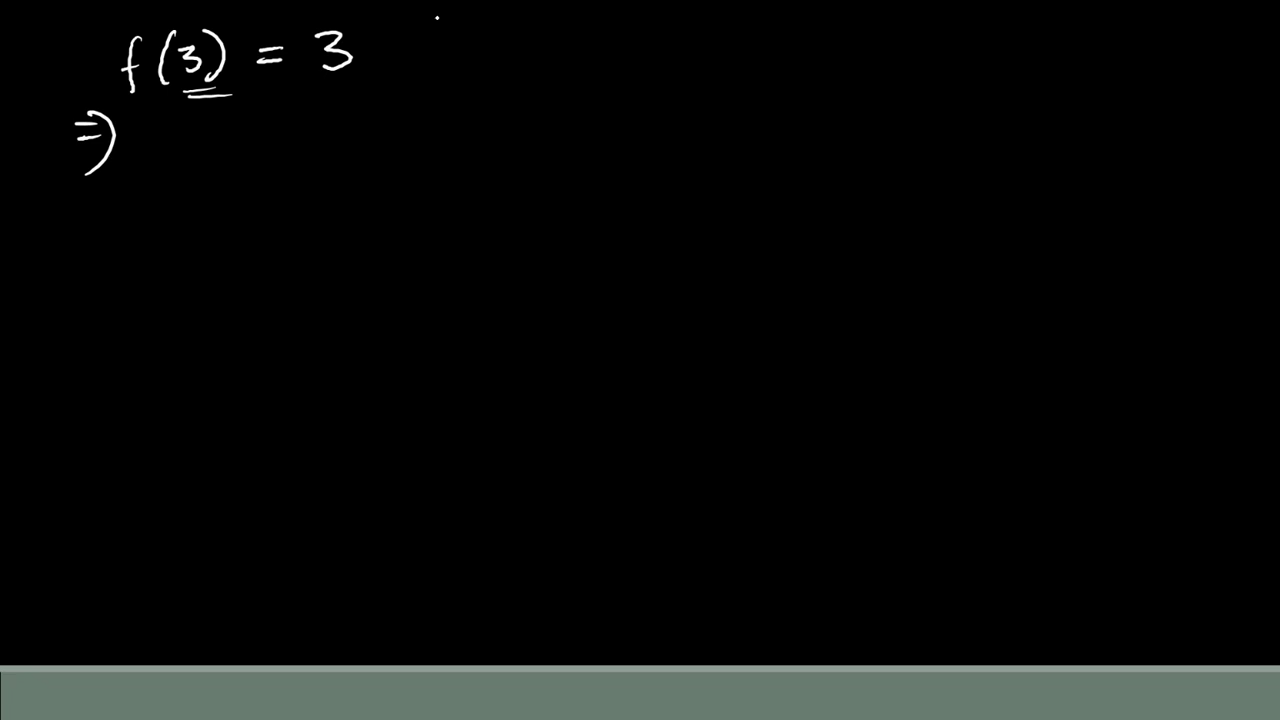 f(3) = 3
⇒